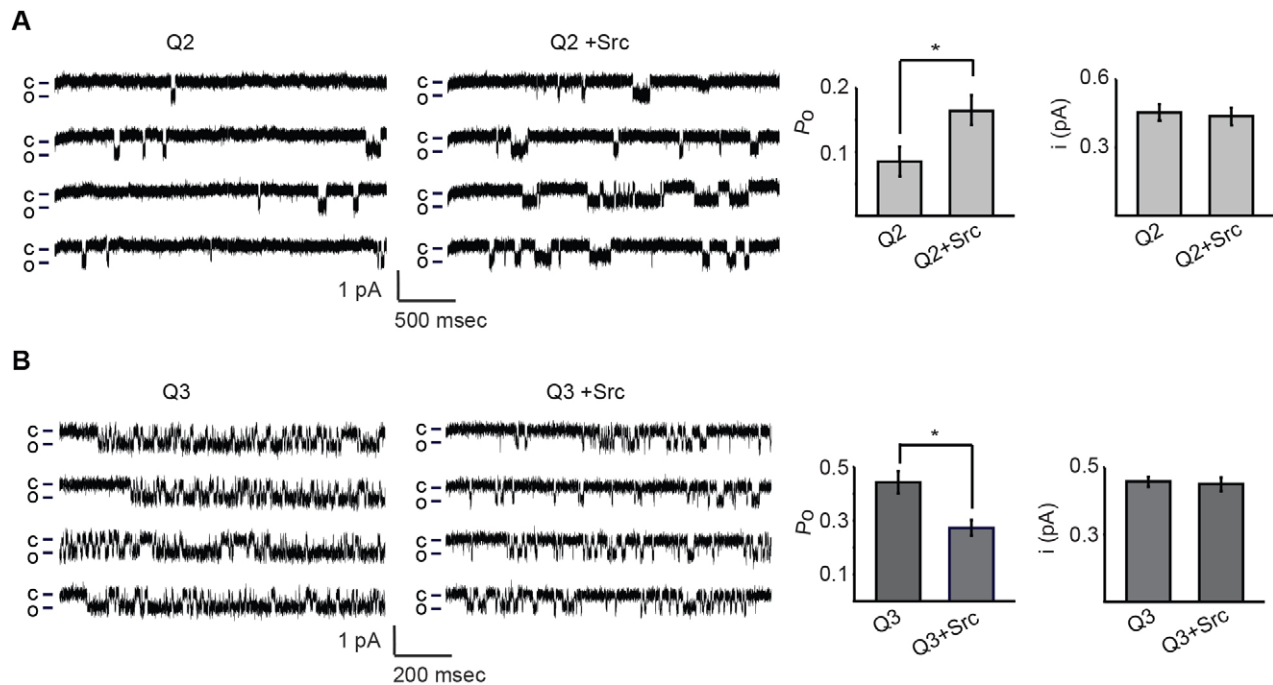 A
Q2
Q2 +Src
C
O
C
O
C
O
C
O
C
O
C
O
C
O
C
O
1 pA
500 msec
*
0.2
0.1
Po
Q2
Q2+Src
0.6
0.3
i (pA)
Q2
Q2+Src
B
Q3
Q3 +Src
C
O
C
O
C
O
C
O
C
O
C
O
C
O
C
O
1 pA
200 msec
*
0.5
0.3
0.1
Po
Q3
Q3+Src
0.5
0.3
i (pA)
Q3
Q3+Src